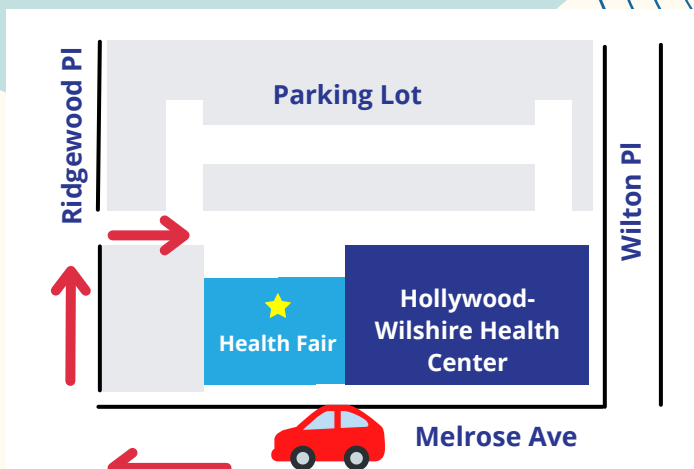 Ridgewood Pl
Parking Lot
Wilton Pl
Health Fair
Hollywood-
Wilshire Health
Center
Melrose Ave